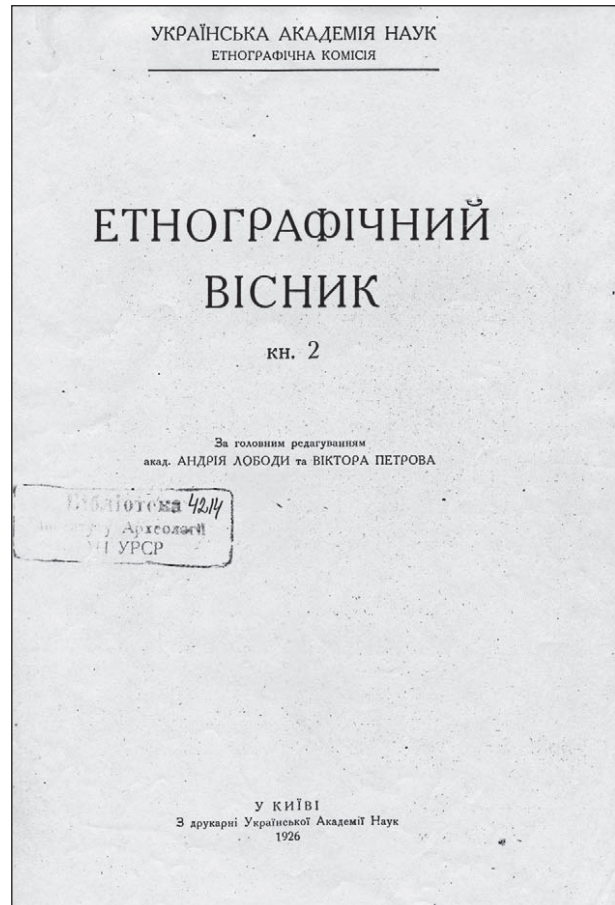 УКРАЇНСЬКА АКАДЕМІЯ НАУК
ЕТНОГРАФІЧНА КОМІСІЯ
ЕТНОГРАФІЧНИЙ
ВІСНИК
кн. 2
За головним редагуванням
акад. АНДРІЯ ЛОБОДИ та ВІКТОРА ПЕТРОВА
Бібліотека 4214
Археології
УРСР
У КИЇВІ
З друкарні Української Академії Наук
1926